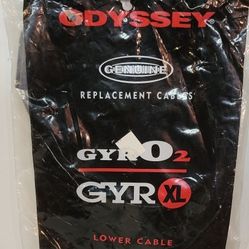 ODYSSEY
GENUINE
REPLACEMENT CABLES
GYRO2
GYR XL
LOWER CABLE